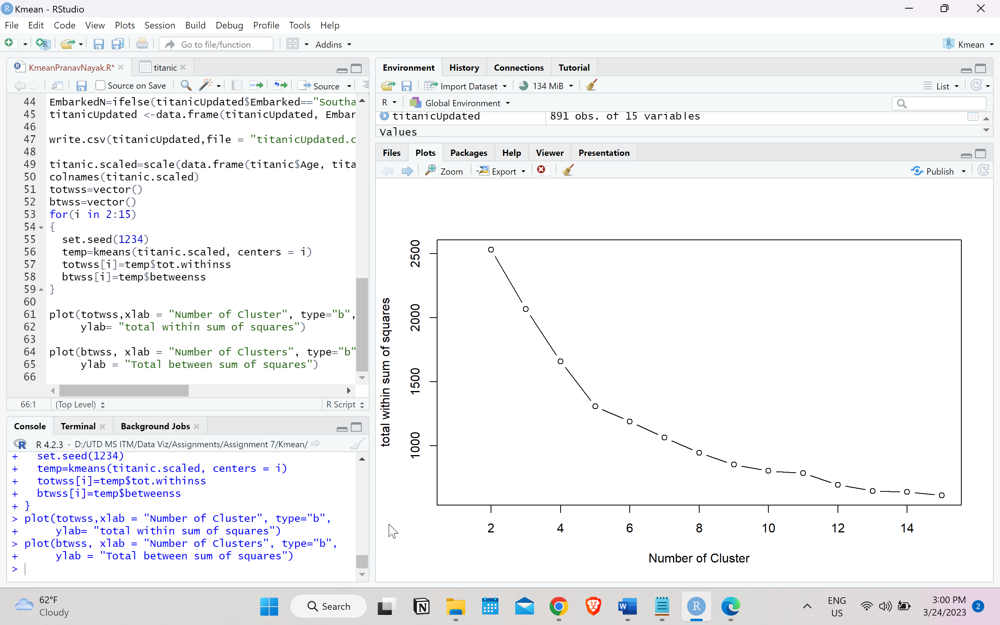 Kmean - RStudio
File Edit Code View Plots Session Build Debug Profile Tools Help
Go to file/function Addins Kmean
KmeanPranavNayak.R* titanic
Source on Save Source
44 EmbarkedN=ifelse(titanicUpdated$Embarked=="Southa
45 titanicUpdated <-data.frame(titanicUpdated, Embar
46
47 write.csv(titanicUpdated,file = "titanicUpdated.c
48
49 titanic.scaled=scale(data.frame(titanic$Age, tita
50 colnames(titanic.scaled)
51 totwss=vector()
52 btwss=vector()
53 for(i in 2:15)
54 {
55 set.seed(1234)
56 temp=kmeans(titanic.scaled, centers = i)
57 totwss[i]=temp$tot.withinss
58 btwss[i]=temp$betweenss
59 }
60
61 plot(totwss,xlab = "Number of Cluster", type="b",
62 ylab= "total within sum of squares")
63
64 plot(btwss, xlab = "Number of Clusters", type="b"
65 ylab = "Total between sum of squares")
66
66:1 (Top Level) R Script
Console Terminal Background Jobs
R 4.2.3 · D:/UTD MS ITM/Data Viz/Assignments/Assignment 7/Kmean/
+ set.seed(1234)
+ temp=kmeans(titanic.scaled, centers = i)
+ totwss[i]=temp$tot.withinss
+ btwss[i]=temp$betweenss
+ }
> plot(totwss,xlab = "Number of Cluster", type="b",
+ ylab= "total within sum of squares")
> plot(btwss, xlab = "Number of Clusters", type="b",
+ ylab = "Total between sum of squares")
>
Environment History Connections Tutorial
Import Dataset 134 MiB List
R Global Environment
titanicUpdated 891 obs. of 15 variables
Values
Files Plots Packages Help Viewer Presentation
Zoom Export Publish
total within sum of squares
2500
2000
1500
1000
2 4 6 8 10 12 14
Number of Cluster
62°F
Cloudy
Search
ENG
US
3:00 PM
3/24/2023
2